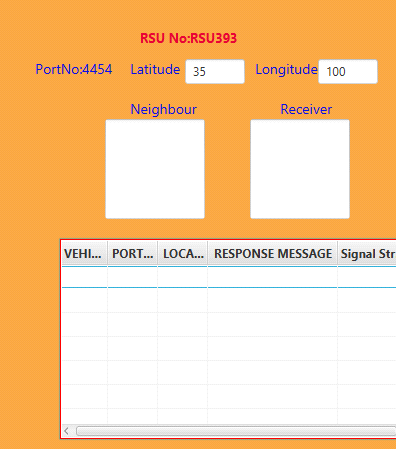 RSU No:RSU393
PortNo:4454 Latitude 35 Longitude 100
Neighbour Receiver
VEHI... PORT... LOCA... RESPONSE MESSAGE Signal Str